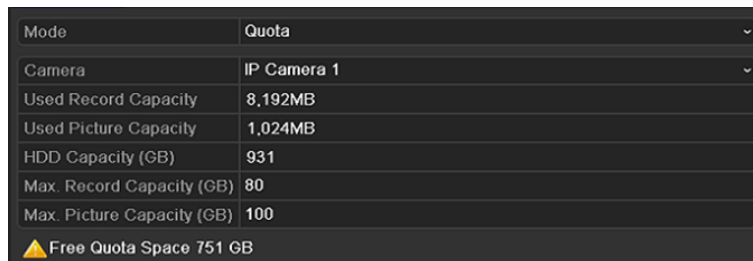 Mode Quota
Camera IP Camera 1
Used Record Capacity 8,192MB
Used Picture Capacity 1,024MB
HDD Capacity (GB) 931
Max. Record Capacity (GB) 80
Max. Picture Capacity (GB) 100
Free Quota Space 751 GB